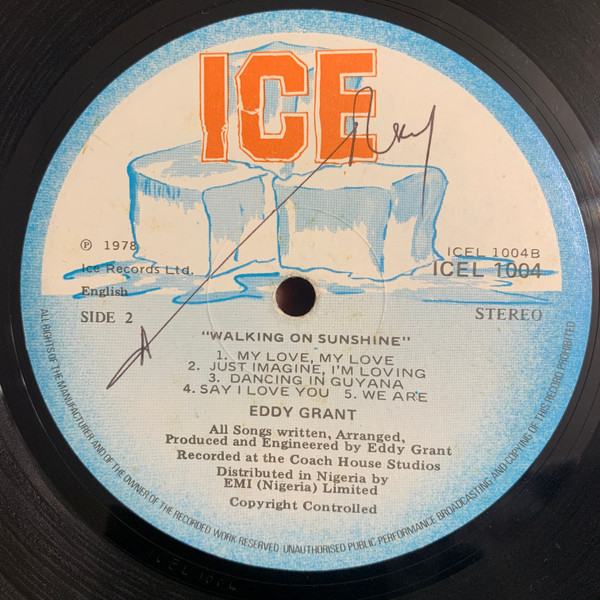 ICE
℗ 1978
Ice Records Ltd.
English
SIDE 2
ICEL 1004B
ICEL 1004
STEREO
"WALKING ON SUNSHINE"
1. MY LOVE, MY LOVE
2. JUST IMAGINE, I'M LOVING
3. DANCING IN GUYANA
4. SAY I LOVE YOU 5. WE ARE
EDDY GRANT
All Songs written, Arranged,
Produced and Engineered by Eddy Grant
Recorded at the Coach House Studios
Distributed in Nigeria by
EMI (Nigeria) Limited
Copyright Controlled
ALL RIGHTS OF THE MANUFACTURER AND OF THE OWNER OF THE RECORDED WORK RESERVED UNAUTHORISED PUBLIC PERFORMANCE BROADCASTING AND COPYING OF THIS RECORD PROHIBITED